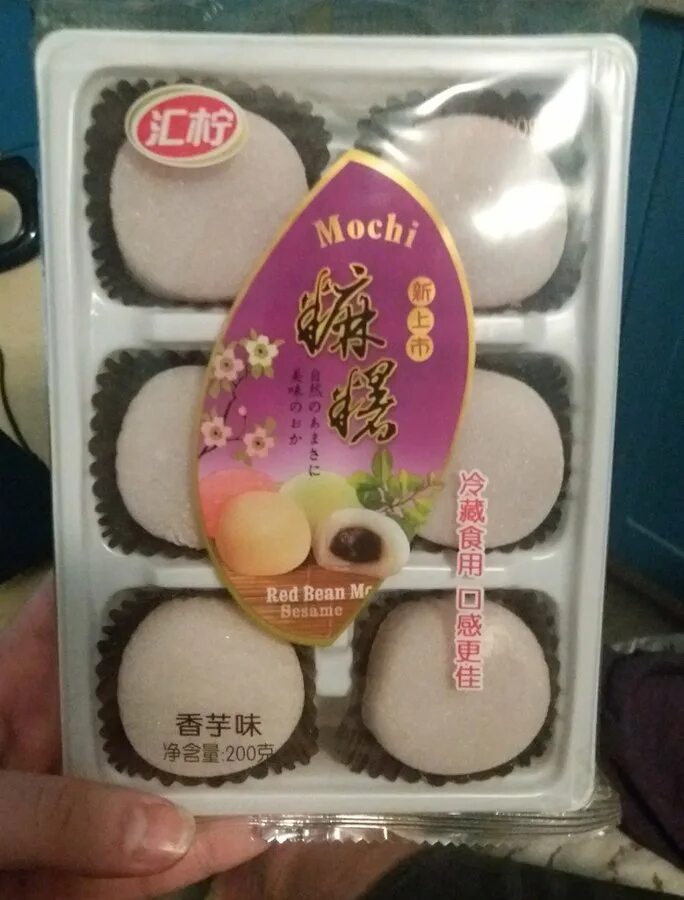 汇柠
Mochi
新上市
麻糬
自然のあまさに
美味のおか
Red Bean Mo
Sesame
冷藏食用 口感更佳
香芋味
净含量:200克